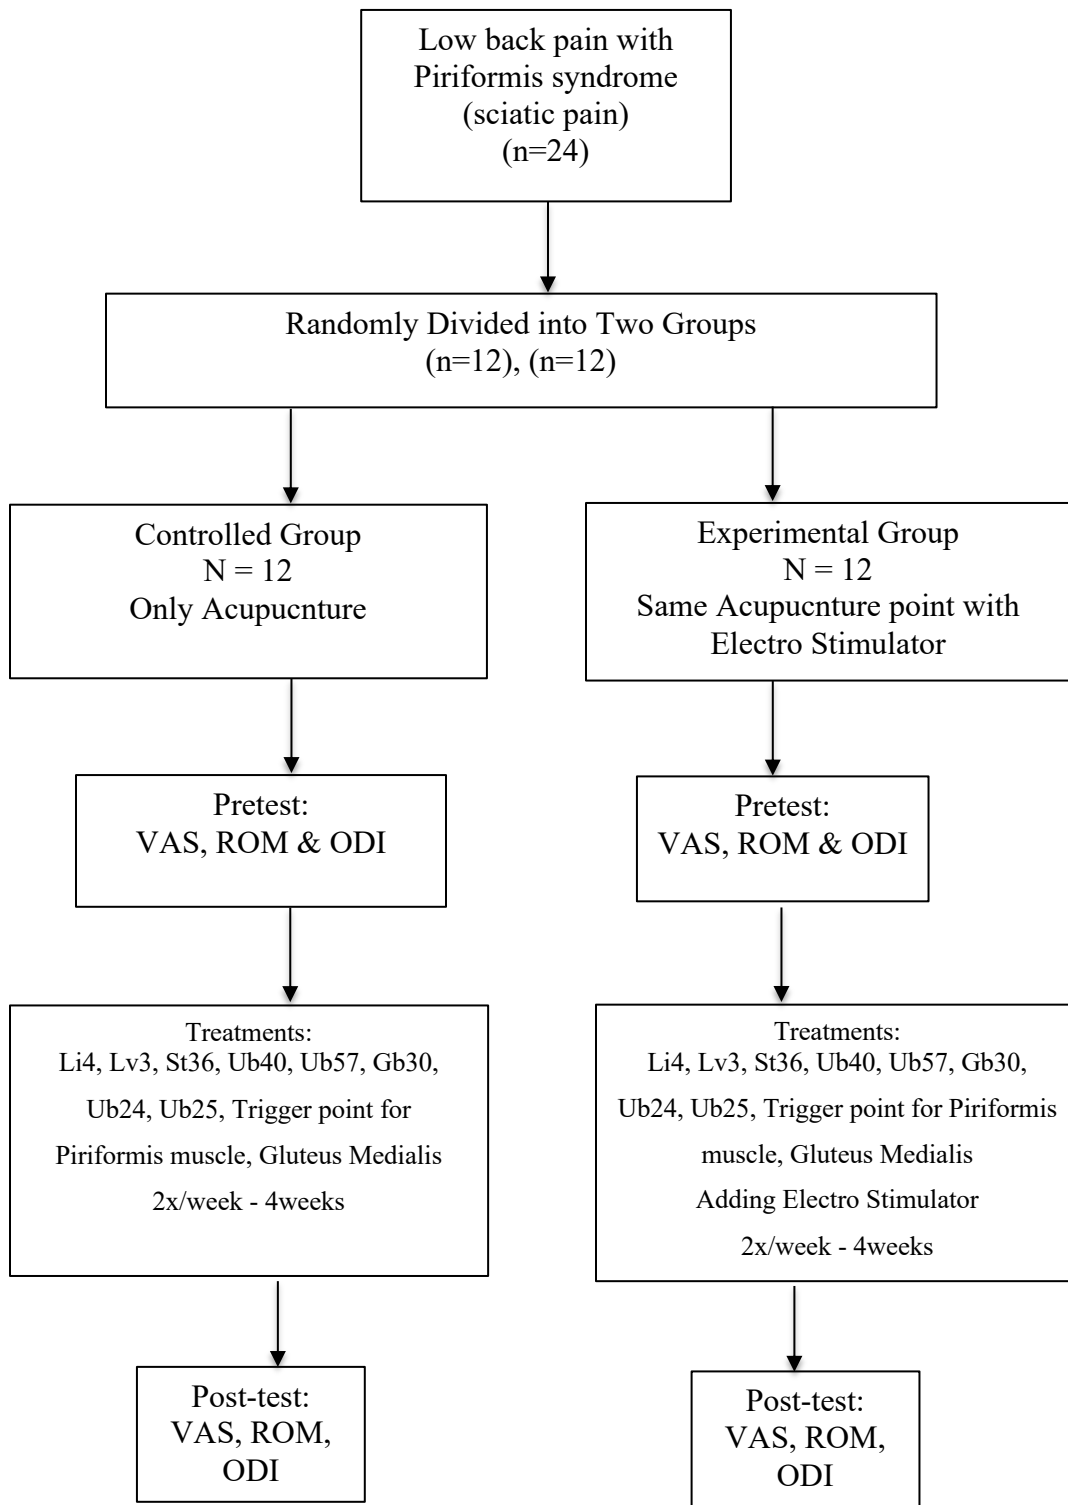 Low back pain with
Piriformis syndrome
(sciatic pain)
(n=24)
Randomly Divided into Two Groups
(n=12), (n=12)
Controlled Group
N = 12
Only Acupucnture
Experimental Group
N = 12
Same Acupucnture point with
Electro Stimulator
Pretest:
VAS, ROM & ODI
Pretest:
VAS, ROM & ODI
Treatments:
Li4, Lv3, St36, Ub40, Ub57, Gb30,
Ub24, Ub25, Trigger point for
Piriformis muscle, Gluteus Medialis
2x/week - 4weeks
Treatments:
Li4, Lv3, St36, Ub40, Ub57, Gb30,
Ub24, Ub25, Trigger point for Piriformis
muscle, Gluteus Medialis
Adding Electro Stimulator
2x/week - 4weeks
Post-test:
VAS, ROM,
ODI
Post-test:
VAS, ROM,
ODI